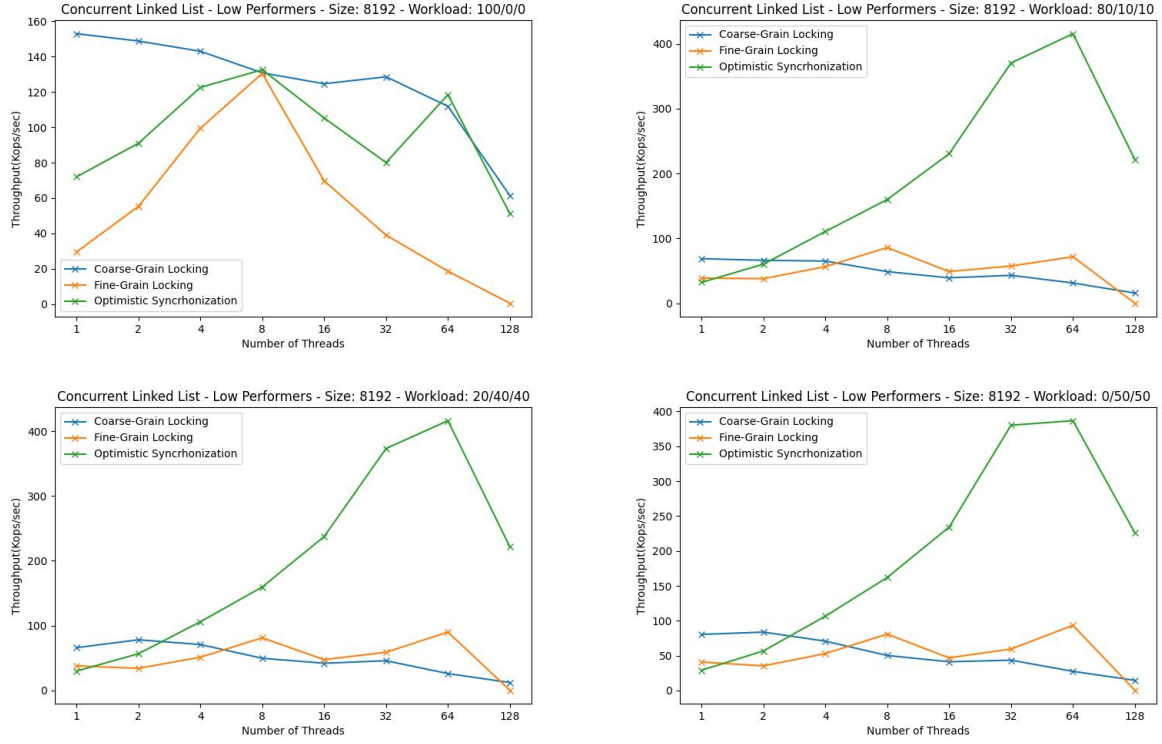 Concurrent Linked List - Low Performers - Size: 8192 - Workload: 100/0/0
160
140
120
100
80
60
40
20
0
Throughput(Kops/sec)
Coarse-Grain Locking
Fine-Grain Locking
Optimistic Syncrhonization
1 2 4 8 16 32 64 128
Number of Threads
Concurrent Linked List - Low Performers - Size: 8192 - Workload: 80/10/10
Coarse-Grain Locking
Fine-Grain Locking
Optimistic Syncrhonization
400
300
200
100
0
Throughput(Kops/sec)
1 2 4 8 16 32 64 128
Number of Threads
Concurrent Linked List - Low Performers - Size: 8192 - Workload: 20/40/40
Coarse-Grain Locking
Fine-Grain Locking
Optimistic Syncrhonization
400
300
200
100
0
Throughput(Kops/sec)
1 2 4 8 16 32 64 128
Number of Threads
Concurrent Linked List - Low Performers - Size: 8192 - Workload: 0/50/50
Coarse-Grain Locking
Fine-Grain Locking
Optimistic Syncrhonization
400
350
300
250
200
150
100
50
0
Throughput(Kops/sec)
1 2 4 8 16 32 64 128
Number of Threads